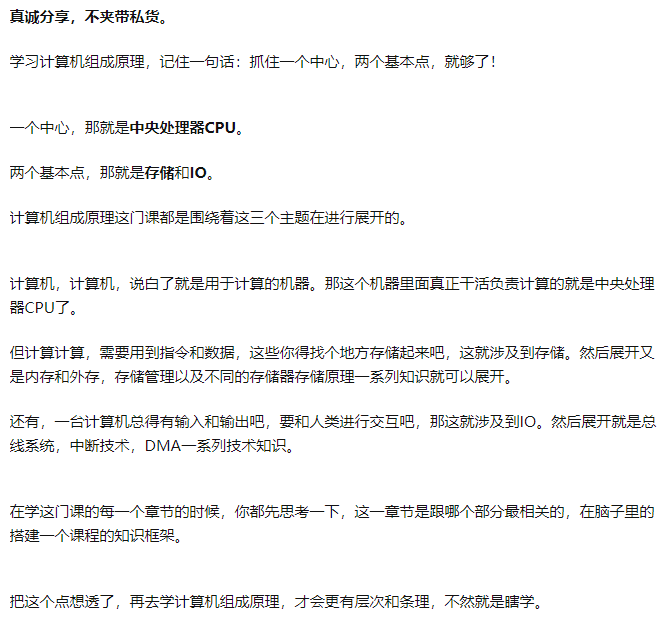 真诚分享，不夹带私货。
学习计算机组成原理，记住一句话：抓住一个中心，两个基本点，就够了！
一个中心，那就是中央处理器CPU。
两个基本点，那就是存储和IO。
计算机组成原理这门课都是围绕着这三个主题在进行展开的。
计算机，计算机，说白了就是用于计算的机器。那这个机器里面真正干活负责计算的就是中央处理
器CPU了。
但计算计算，需要用到指令和数据，这些你得找个地方存储起来吧，这就涉及到存储。然后展开又
是内存和外存，存储管理以及不同的存储器存储原理一系列知识就可以展开。
还有，一台计算机总得有输入和输出吧，要和人类进行交互吧，那这就涉及到IO。然后展开就是总
线系统，中断技术，DMA一系列技术知识。
在学这门课的每一个章节的时候，你都先思考一下，这一章节是跟哪个部分最相关的，在脑子里的
搭建一个课程的知识框架。
把这个点想透了，再去学计算机组成原理，才会更有层次和条理，不然就是瞎学。